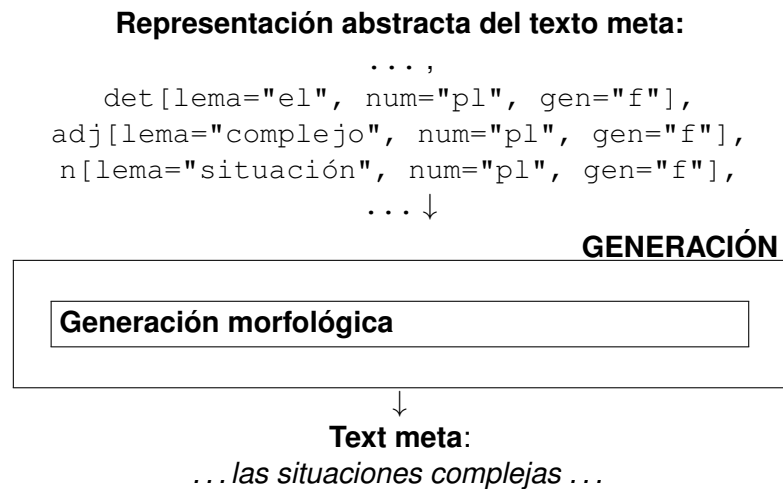 Representación abstracta del texto meta:
...,
det[lema="el", num="pl", gen="f"],
adj[lema="complejo", num="pl", gen="f"],
n[lema="situación", num="pl", gen="f"],
... ↓
GENERACIÓN
Generación morfológica
↓
Text meta:
...las situaciones complejas ...